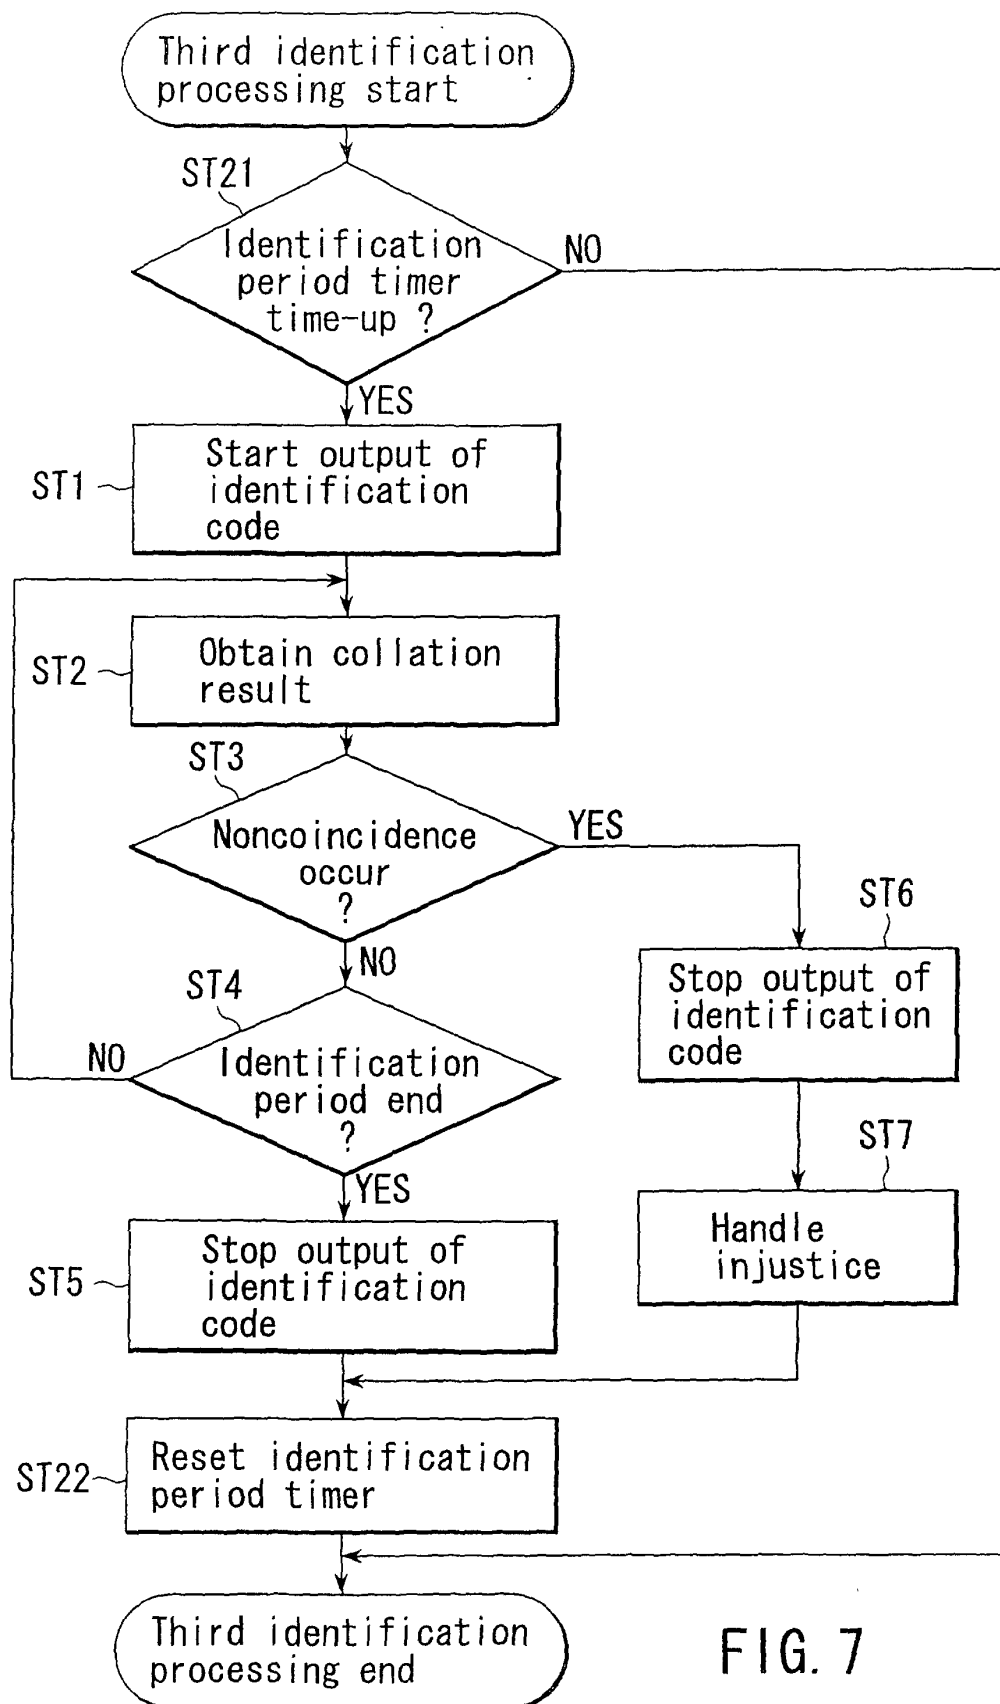 Third identification
processing start
ST21
Identification
period timer
time-up ?
NO
YES
ST1
Start output of
identification
code
ST2
Obtain collation
result
ST3
Noncoincidence
occur
?
YES
NO
ST6
Stop output of
identification
code
ST4
Identification
period end
?
NO
YES
ST7
Handle
injustice
ST5
Stop output of
identification
code
ST22
Reset identification
period timer
Third identification
processing end
FIG. 7